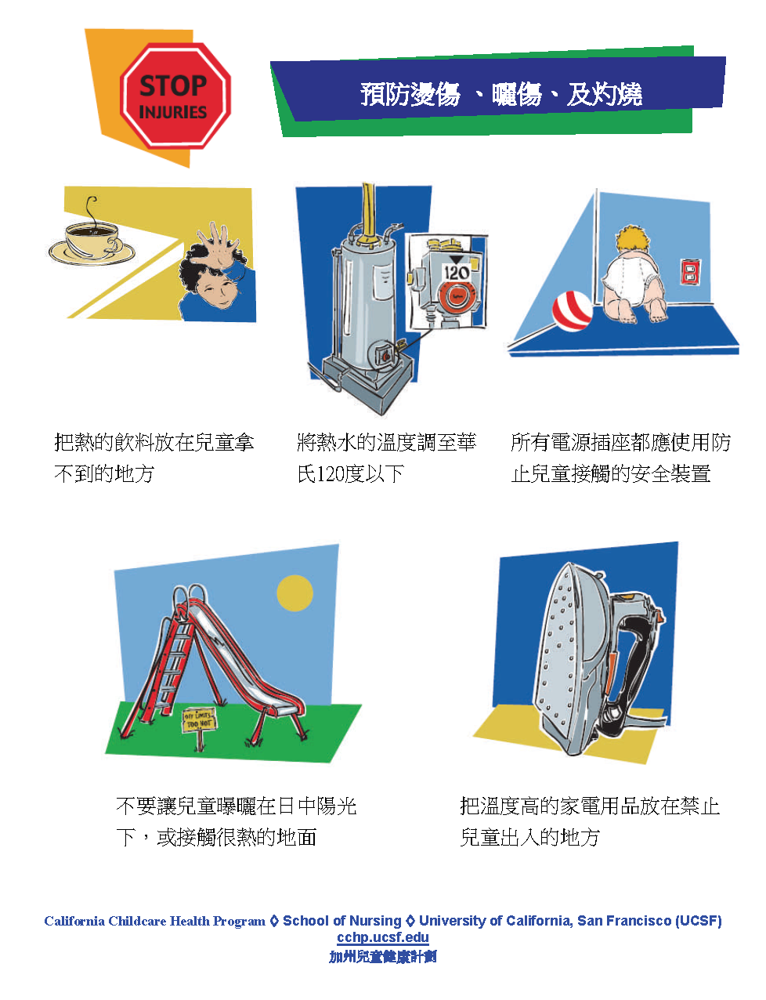 STOP
INJURIES
預防燙傷、曬傷、及灼燒
120
把熱的飲料放在兒童拿
不到的地方
將熱水的溫度調至華
氏120度以下
所有電源插座都應使用防
止兒童接觸的安全裝置
OFF LIMITS
TOO HOT
不要讓兒童曝曬在日中陽光
下，或接觸很熱的地面
把溫度高的家電用品放在禁止
兒童出入的地方
California Childcare Health Program ◊ School of Nursing ◊ University of California, San Francisco (UCSF)
cchp.ucsf.edu
加州兒童健康計劃